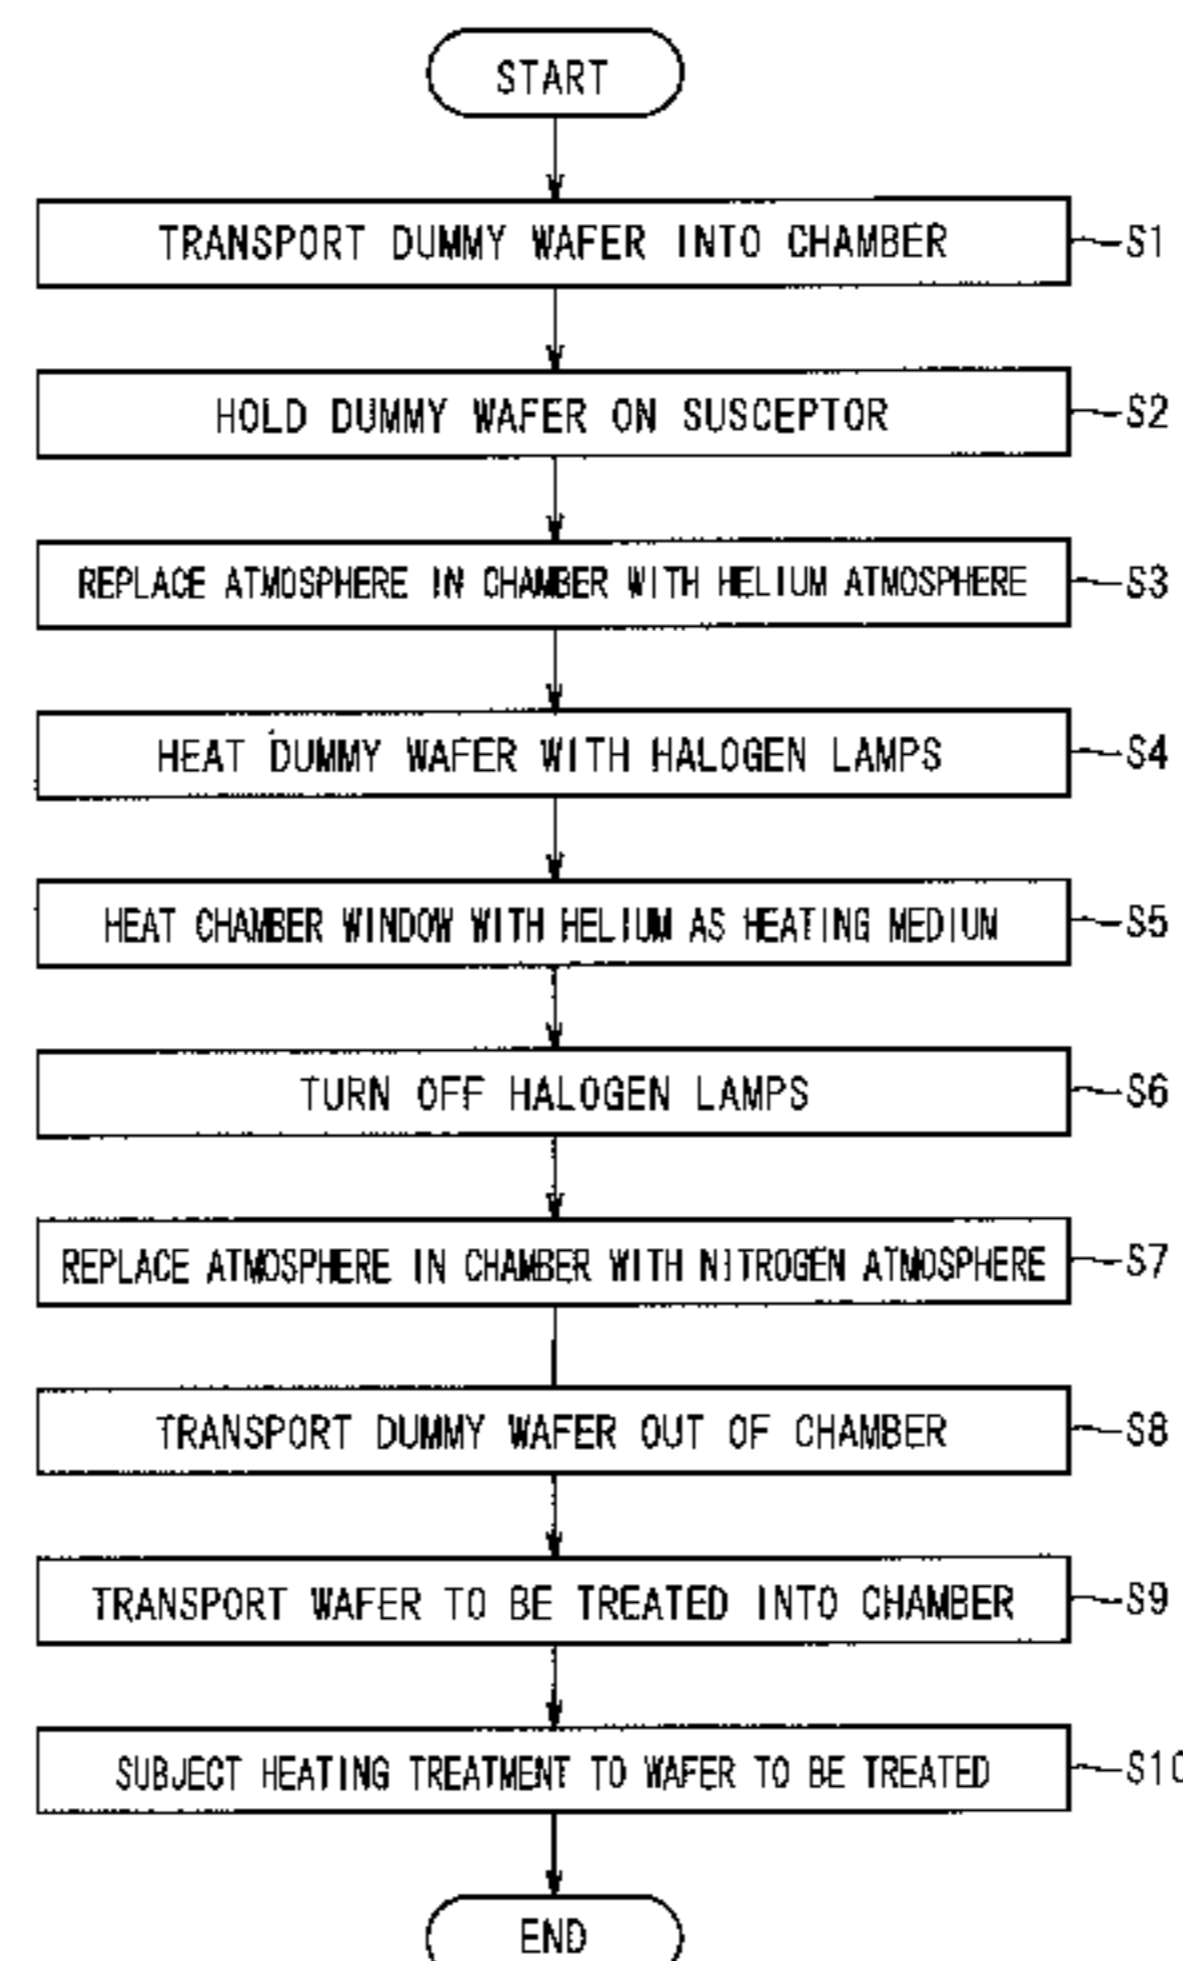 START
TRANSPORT DUMMY WAFER INTO CHAMBER
S1
HOLD DUMMY WAFER ON SUSCEPTOR
S2
REPLACE ATMOSPHERE IN CHAMBER WITH HELIUM ATMOSPHERE
S3
HEAT DUMMY WAFER WITH HALOGEN LAMPS
S4
HEAT CHAMBER WINDOW WITH HELIUM AS HEATING MEDIUM
S5
TURN OFF HALOGEN LAMPS
S6
REPLACE ATMOSPHERE IN CHAMBER WITH NITROGEN ATMOSPHERE
S7
TRANSPORT DUMMY WAFER OUT OF CHAMBER
S8
TRANSPORT WAFER TO BE TREATED INTO CHAMBER
S9
SUBJECT HEATING TREATMENT TO WAFER TO BE TREATED
S10
END